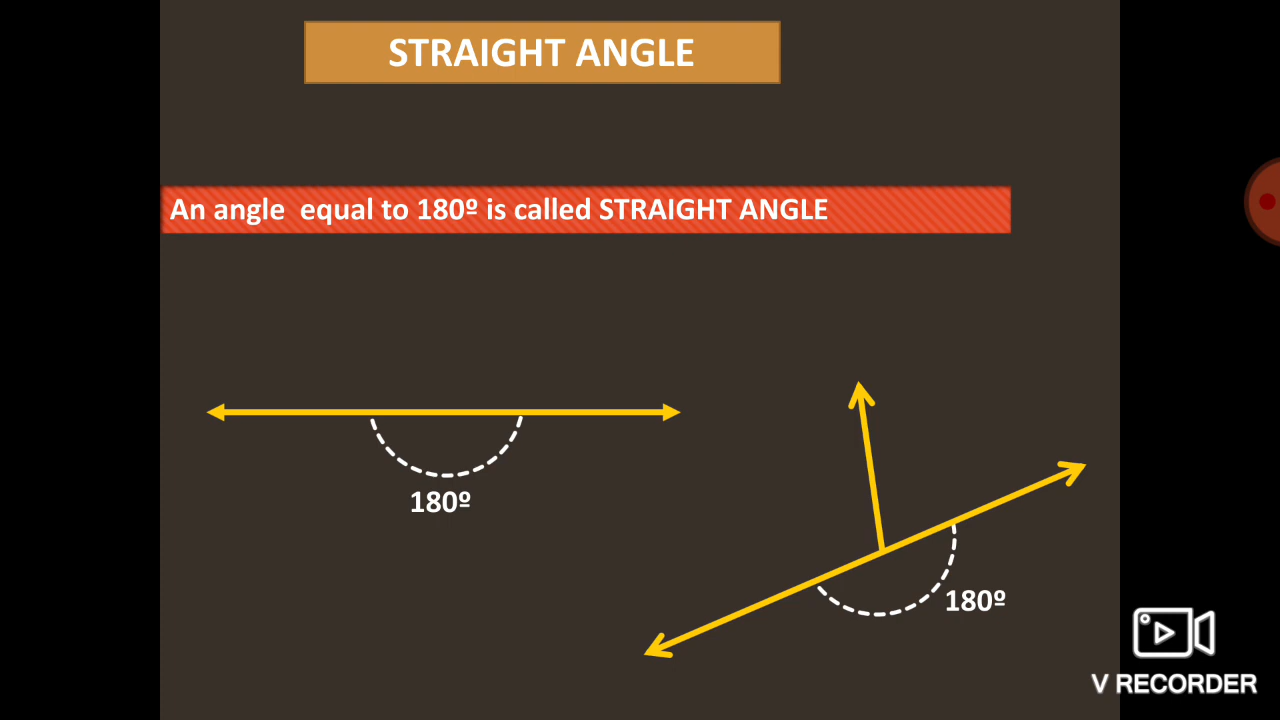 STRAIGHT ANGLE
An angle  equal to 180º is called STRAIGHT ANGLE
180º
180º
V RECORDER